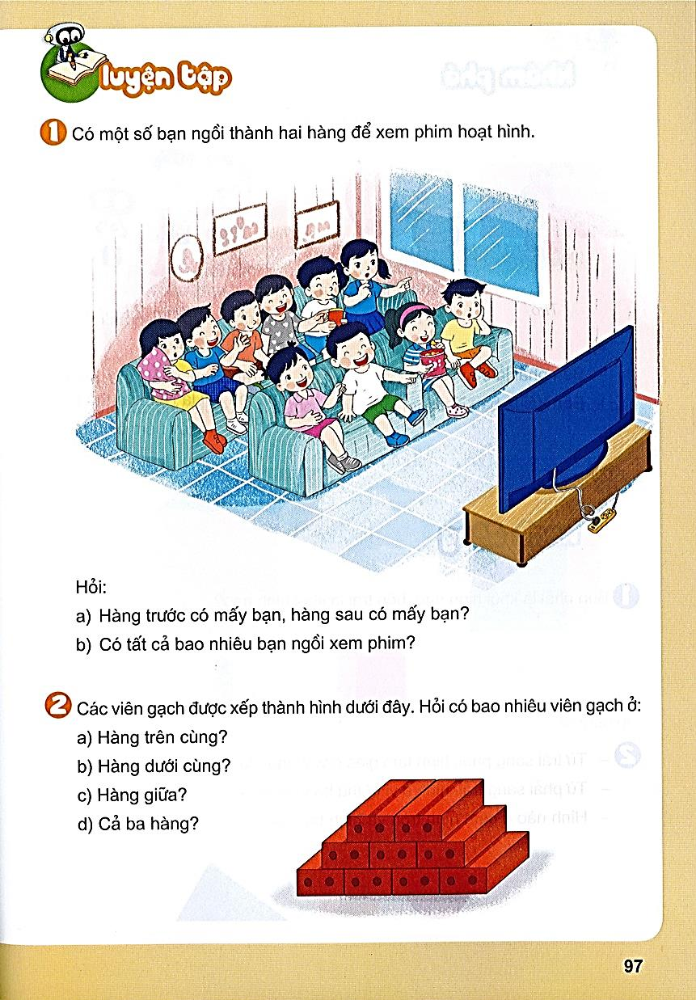 luyện tập
1 Có một số bạn ngồi thành hai hàng để xem phim hoạt hình.
Hỏi:
a) Hàng trước có mấy bạn, hàng sau có mấy bạn?
b) Có tất cả bao nhiêu bạn ngồi xem phim?
2 Các viên gạch được xếp thành hình dưới đây. Hỏi có bao nhiêu viên gạch ở:
a) Hàng trên cùng?
b) Hàng dưới cùng?
c) Hàng giữa?
d) Cả ba hàng?
97